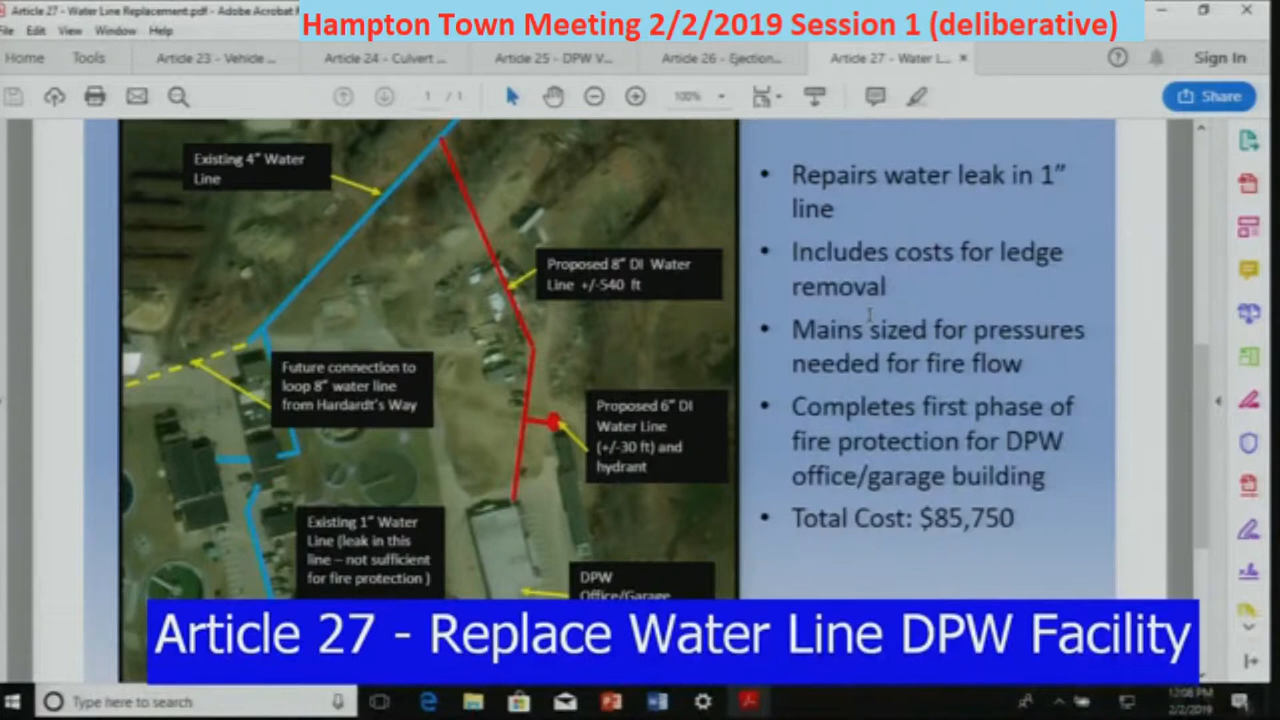 Article 27 - Water Line Replacement.pdf - Adobe Acrobat
Hampton Town Meeting 2/2/2019 Session 1 (deliberative)
File Edit View Window Help
Home Tools Article 23 - Vehicle ... Article 24 - Culvert ... Article 25 - DPW V... Article 26 - Ejection... Article 27 - Water L... × Sign In
1 / 1 100% Share
Existing 4" Water
Line
Proposed 8" DI Water
Line +/-540 ft
Future connection to
loop 8" water line
from Hardardt's Way
Proposed 6" DI
Water Line
(+/-30 ft) and
hydrant
Existing 1" Water
Line (leak in this
line – not sufficient
for fire protection )
DPW
Office/Garage
• Repairs water leak in 1"
line
• Includes costs for ledge
removal
• Mains sized for pressures
needed for fire flow
• Completes first phase of
fire protection for DPW
office/garage building
• Total Cost: $85,750
Article 27 - Replace Water Line DPW Facility
Type here to search
12:08 PM
2/2/2019